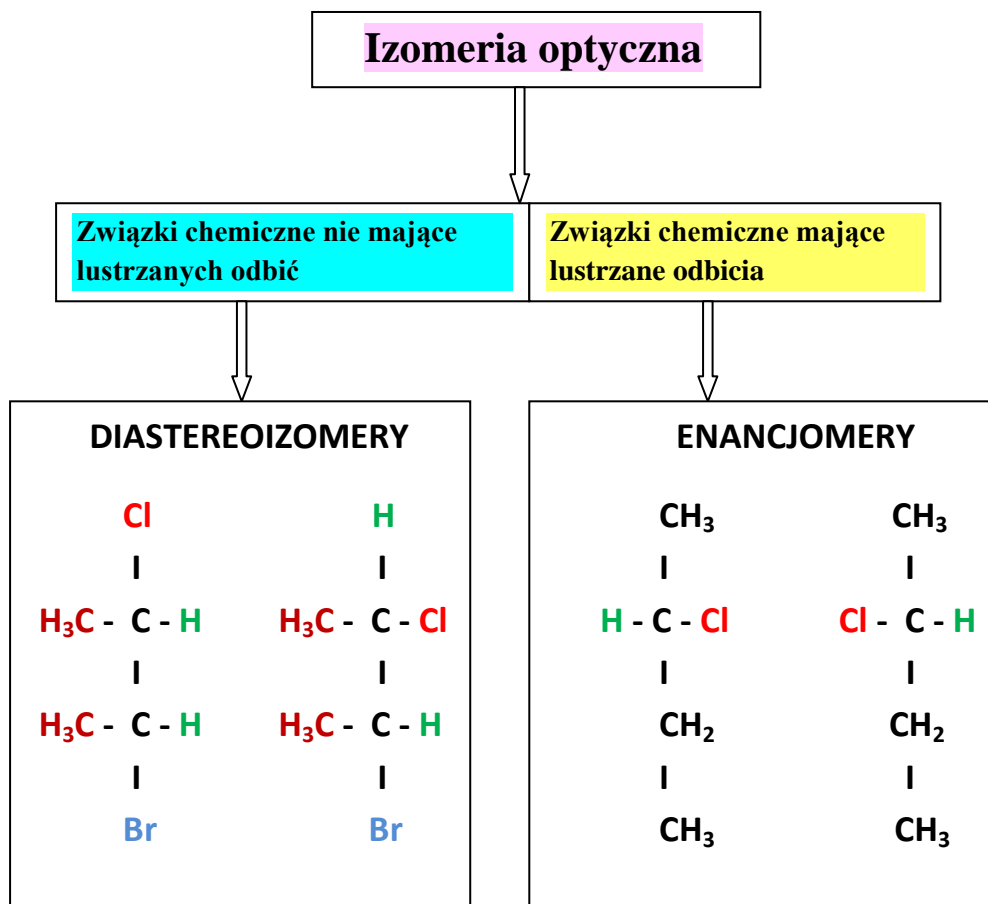 Izomeria optyczna
Związki chemiczne nie mające
lustrzanych odbić
Związki chemiczne mające
lustrzane odbicia
DIASTEREOIZOMERY
Cl H
I I
H₃C - C - H H₃C - C - Cl
I I
H₃C - C - H H₃C - C - H
I I
Br Br
ENANCJOMERY
CH₃ CH₃
I I
H - C - Cl Cl - C - H
I I
CH₂ CH₂
I I
CH₃ CH₃